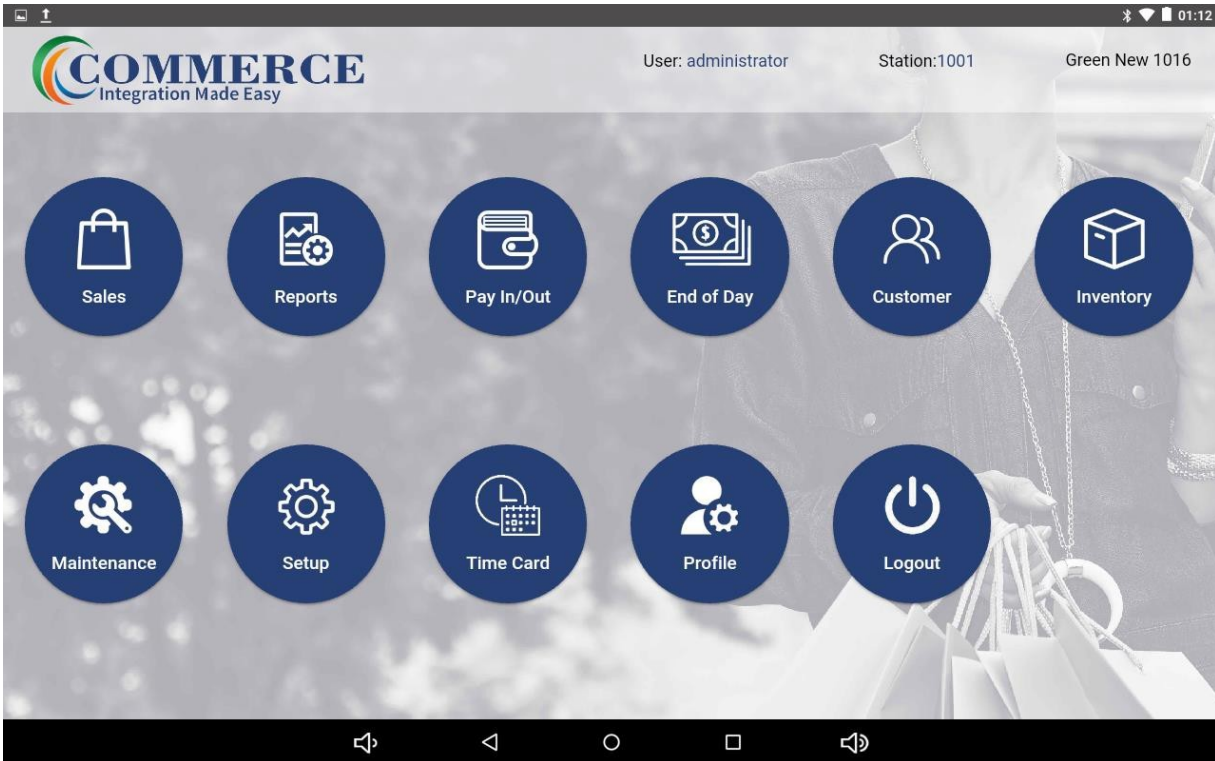 01:12
CCOMMERCE
Integration Made Easy
User: administrator
Station:1001
Green New 1016
Sales
Reports
Pay In/Out
End of Day
Customer
Inventory
Maintenance
Setup
Time Card
Profile
Logout